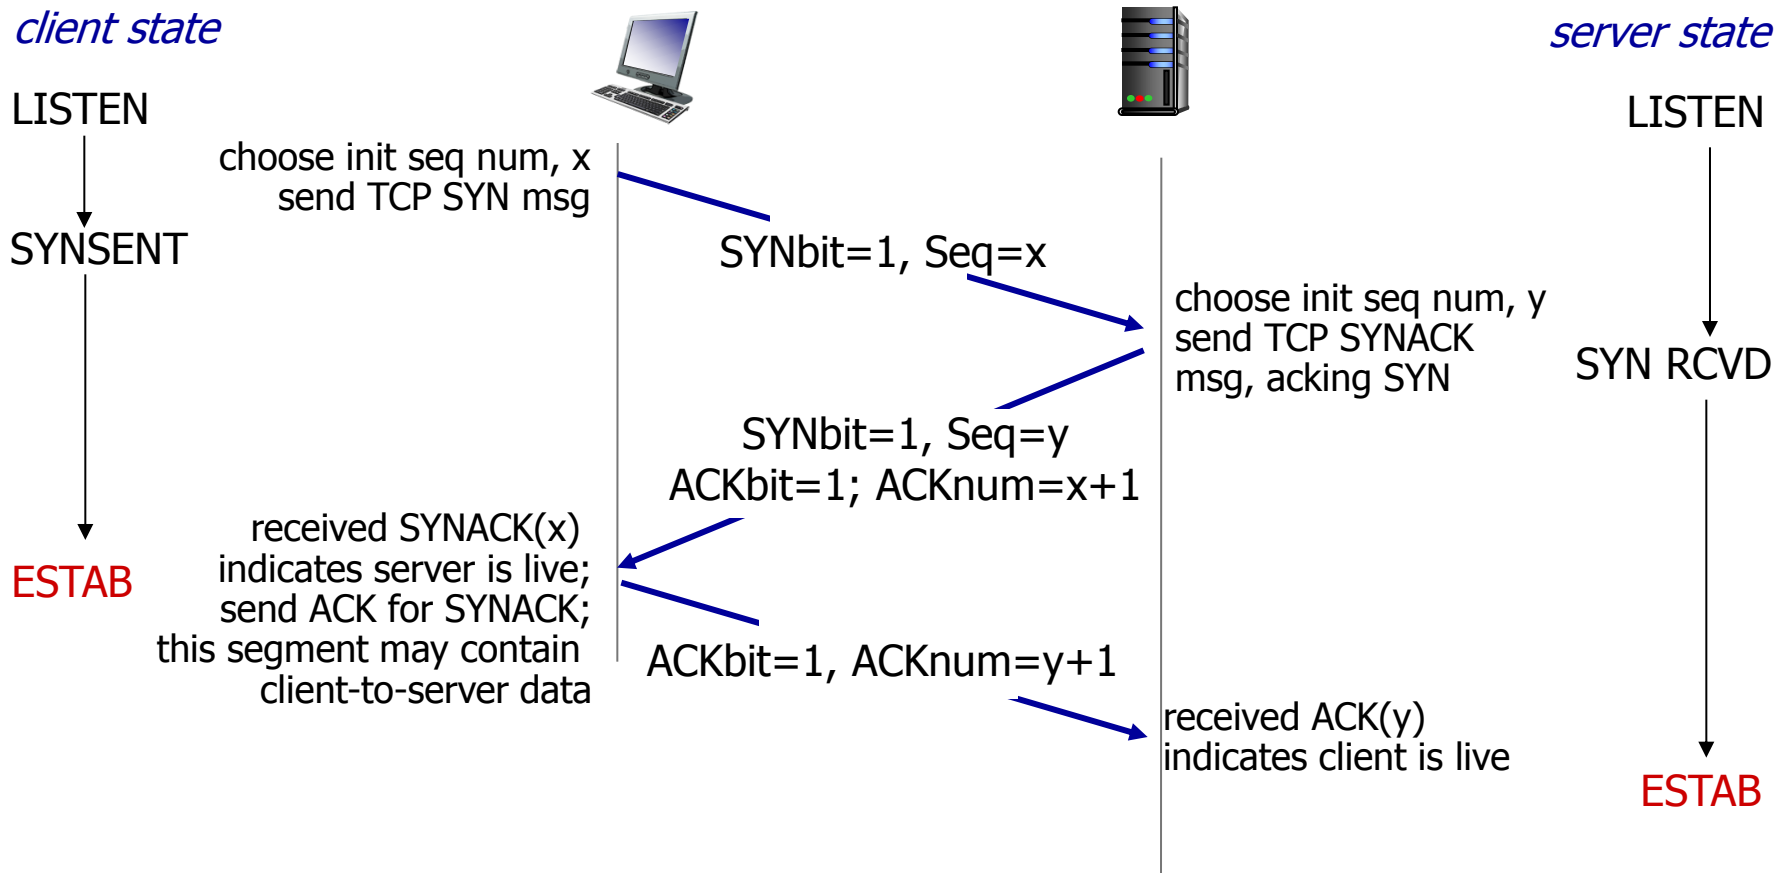 client state
server state
LISTEN
LISTEN
choose init seq num, x
send TCP SYN msg
SYNSENT
SYNbit=1, Seq=x
choose init seq num, y
send TCP SYNACK
msg, acking SYN
SYN RCVD
SYNbit=1, Seq=y
ACKbit=1; ACKnum=x+1
received SYNACK(x)
indicates server is live;
send ACK for SYNACK;
this segment may contain
client-to-server data
ESTAB
ACKbit=1, ACKnum=y+1
received ACK(y)
indicates client is live
ESTAB